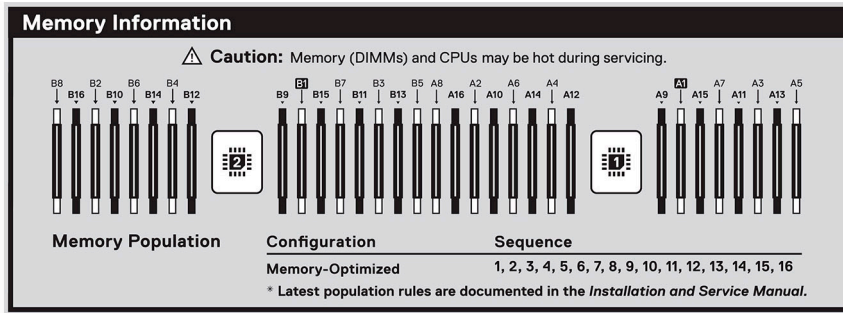 Memory Information
Caution: Memory (DIMMs) and CPUs may be hot during servicing.
B8 B16 B2 B10 B6 B14 B4 B12 B9 B1 B15 B7 B11 B3 B13 B5 A8 A16 A2 A10 A6 A14 A4 A12 A9 A1 A15 A7 A11 A3 A13 A5
2 1
Memory Population
Configuration Sequence
Memory-Optimized 1, 2, 3, 4, 5, 6, 7, 8, 9, 10, 11, 12, 13, 14, 15, 16
* Latest population rules are documented in the Installation and Service Manual.